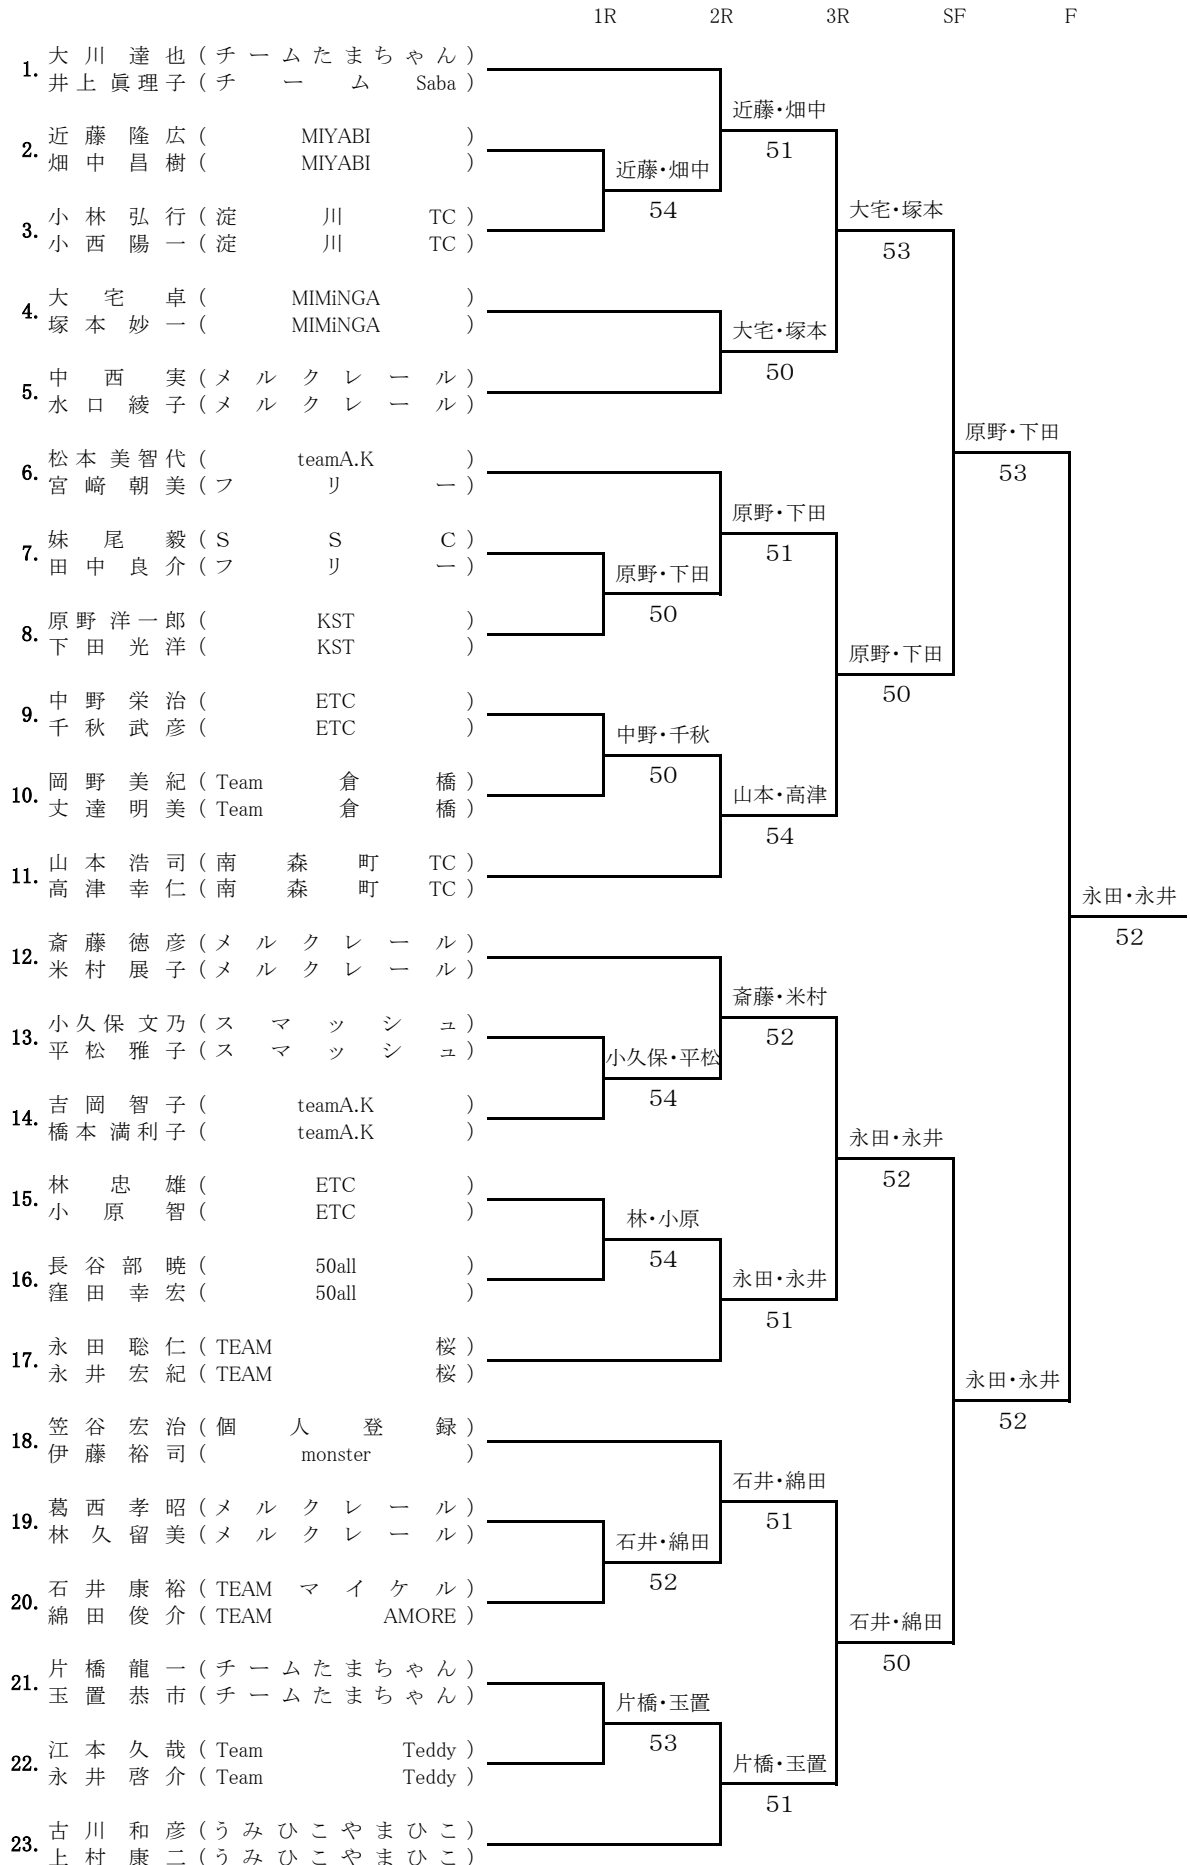 1R 2R 3R SF F
1. 大川達也(チームたまちゃん)
井上眞理子(チームSaba)
近藤・畑中
51
2. 近藤隆広(MIYABI)
畑中昌樹(MIYABI)
近藤・畑中
54
3. 小林弘行(淀川TC)
小西陽一(淀川TC)
大宅・塚本
53
4. 大宅卓(MIMiNGA)
塚本妙一(MIMiNGA)
大宅・塚本
50
5. 中西実(メルクレール)
水口綾子(メルクレール)
原野・下田
53
6. 松本美智代(teamA.K)
宮﨑朝美(フリー)
原野・下田
51
7. 妹尾毅(SSC)
田中良介(フリー)
原野・下田
50
8. 原野洋一郎(KST)
下田光洋(KST)
原野・下田
50
9. 中野栄治(ETC)
千秋武彦(ETC)
中野・千秋
50
10. 岡野美紀(Team倉橋)
丈達明美(Team倉橋)
山本・高津
54
11. 山本浩司(南森町TC)
高津幸仁(南森町TC)
永田・永井
52
12. 斎藤徳彦(メルクレール)
米村展子(メルクレール)
斎藤・米村
52
13. 小久保文乃(スマッシュ)
平松雅子(スマッシュ)
小久保・平松
54
14. 吉岡智子(teamA.K)
橋本満利子(teamA.K)
永田・永井
52
15. 林忠雄(ETC)
小原智(ETC)
林・小原
54
16. 長谷部暁(50all)
窪田幸宏(50all)
永田・永井
51
17. 永田聡仁(TEAM桜)
永井宏紀(TEAM桜)
永田・永井
52
18. 笠谷宏治(個人登録)
伊藤裕司(monster)
石井・綿田
51
19. 葛西孝昭(メルクレール)
林久留美(メルクレール)
石井・綿田
52
20. 石井康裕(TEAMマイケル)
綿田俊介(TEAM AMORE)
石井・綿田
50
21. 片橋龍一(チームたまちゃん)
玉置恭市(チームたまちゃん)
片橋・玉置
53
22. 江本久哉(Team Teddy)
永井啓介(Team Teddy)
片橋・玉置
51
23. 古川和彦(うみひこやまひこ)
上村康二(うみひこやまひこ)